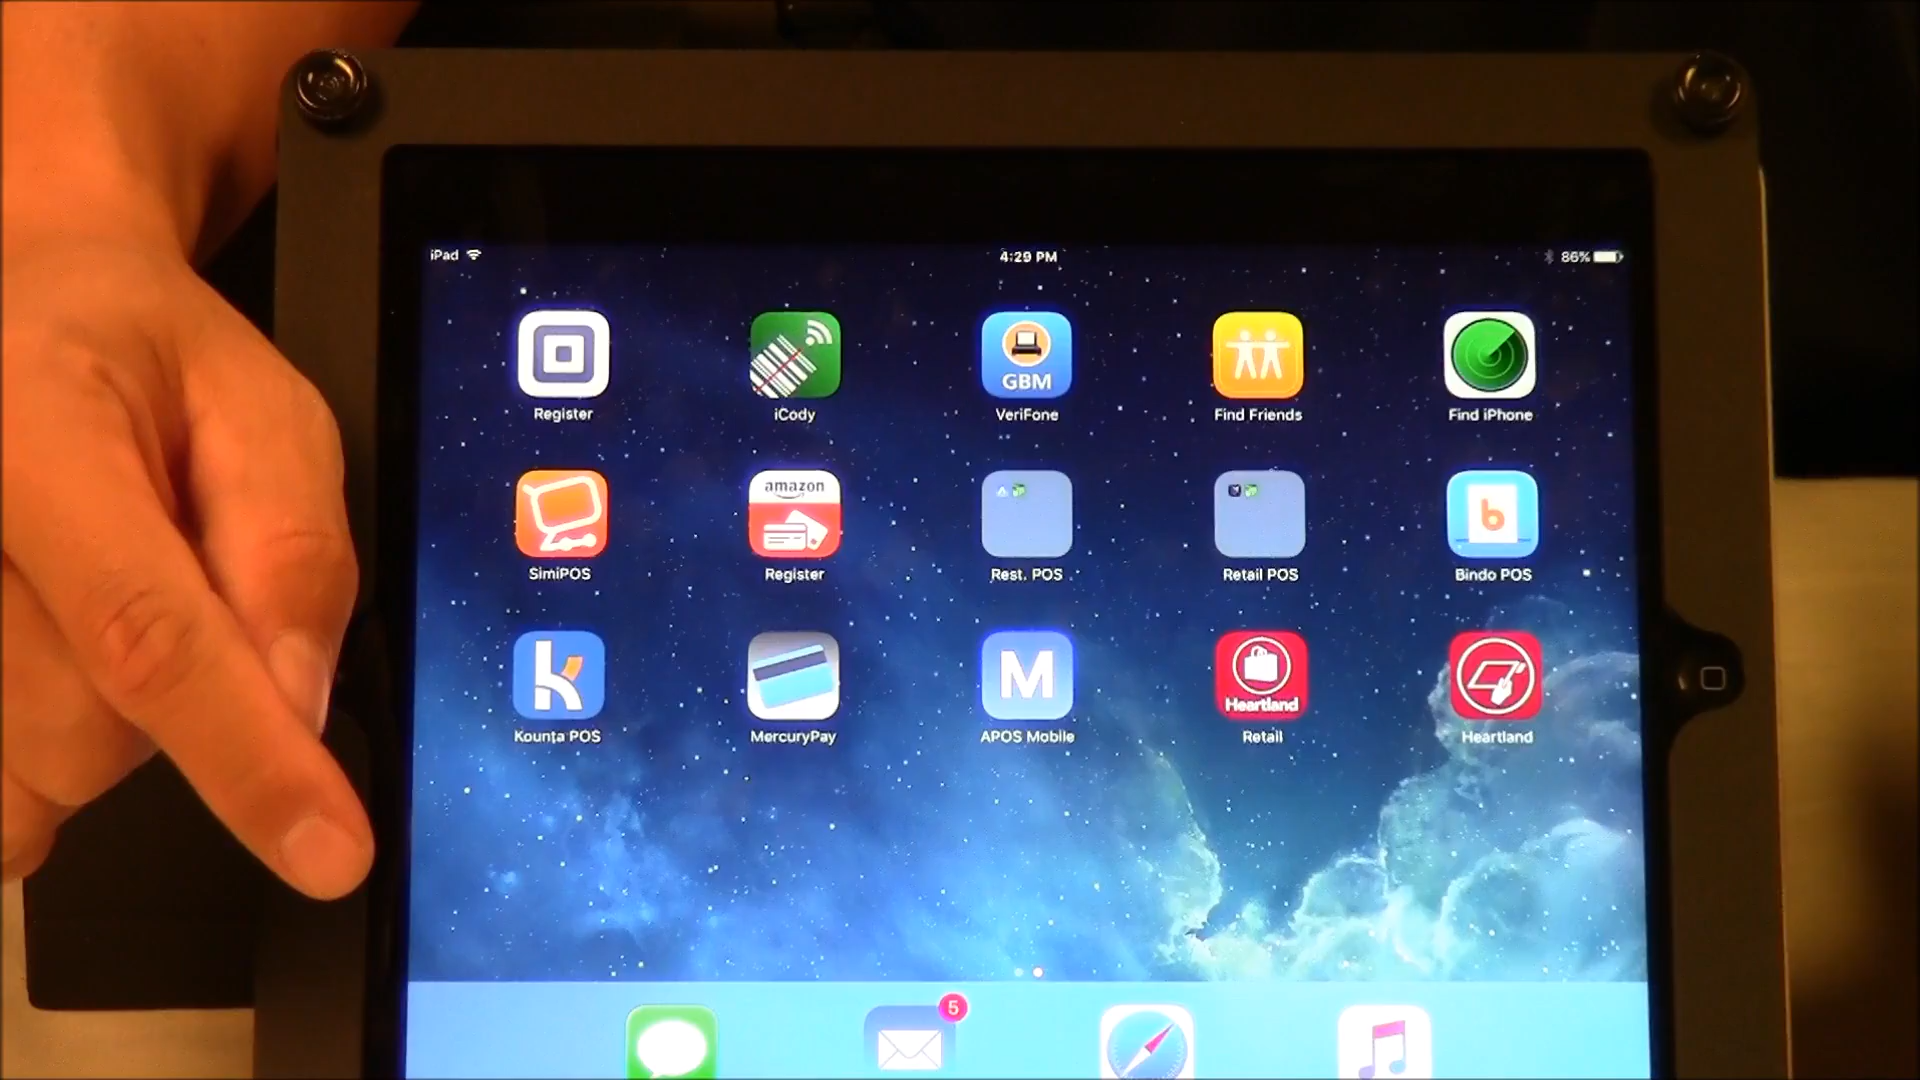 iPad 4:29 PM 86%
GBM
Register iCody VeriFone Find Friends Find iPhone
amazon
b
SimiPOS Register Rest. POS Retail POS Bindo POS
k M Heartland
Kounta POS MercuryPay APOS Mobile Retail Heartland
5